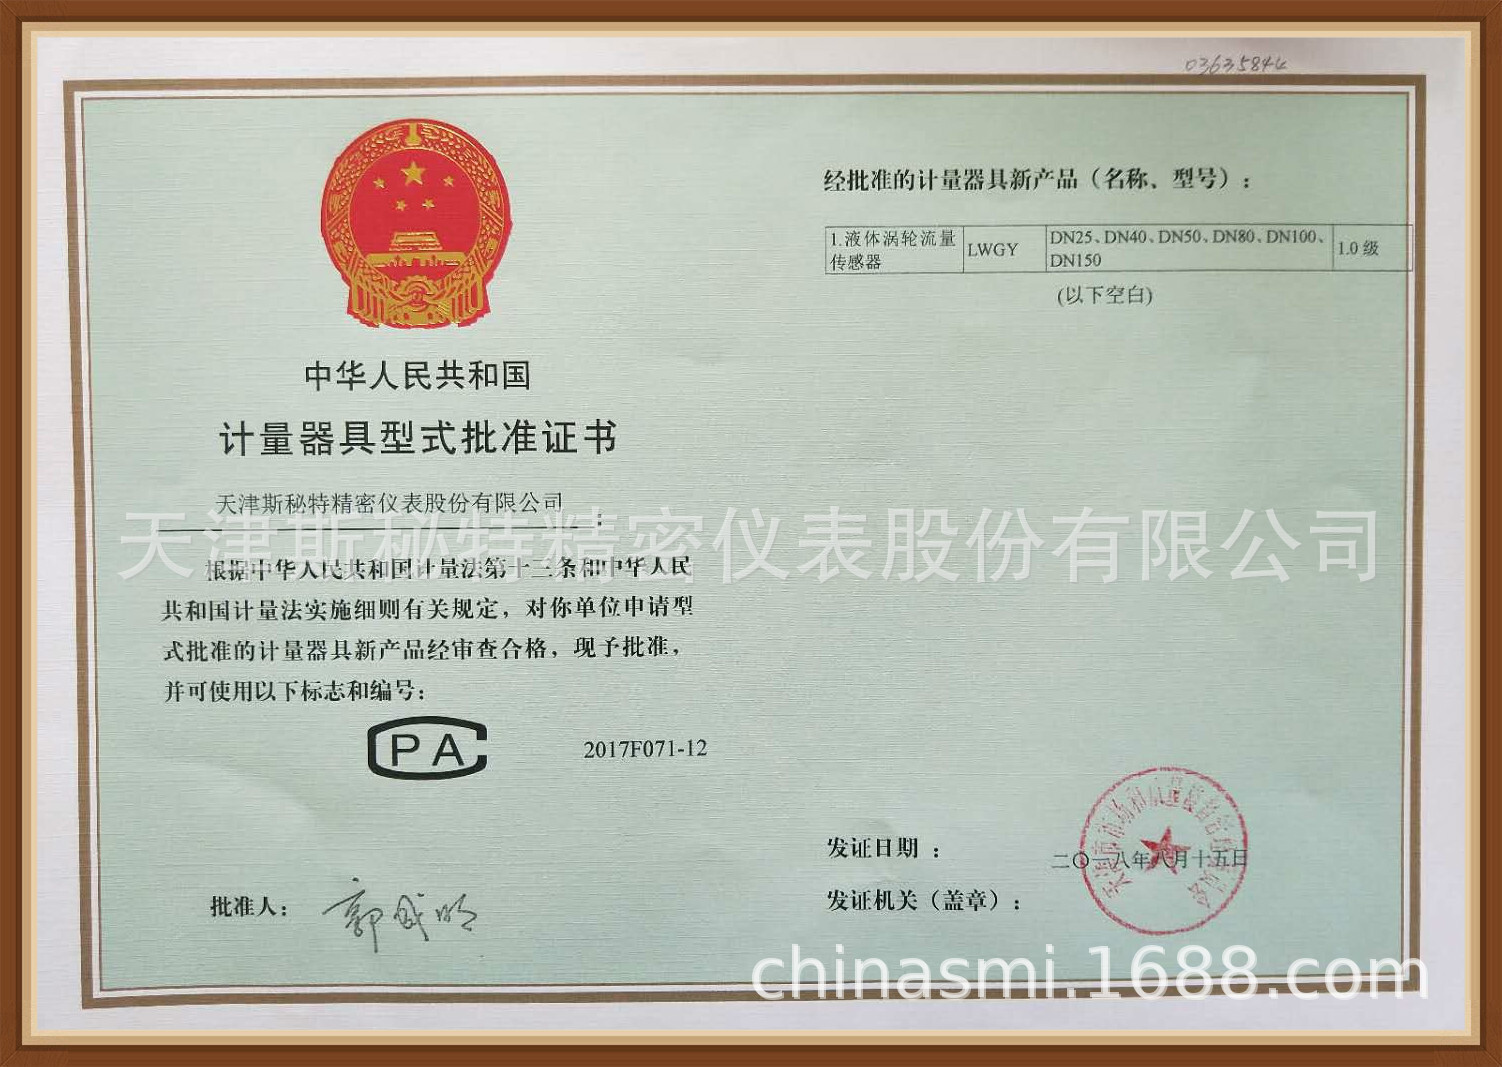 03635844
中华人民共和国
计量器具型式批准证书
天津斯秘特精密仪表股份有限公司 :
根据中华人民共和国计量法第十三条和中华人民
共和国计量法实施细则有关规定，对你单位申请型
式批准的计量器具新产品经审查合格，现予批准，
并可使用以下标志和编号：
CPA 2017F071-12
批准人：
经批准的计量器具新产品（名称、型号）：
1.液体涡轮流量 LWGY DN25、DN40、DN50、DN80、DN100、 1.0 级
传感器 DN150
(以下空白)
发证日期 ：
二〇一八年八月十五日
发证机关（盖章）：
天津斯秘特精密仪表股份有限公司
chinasmi.1688.com